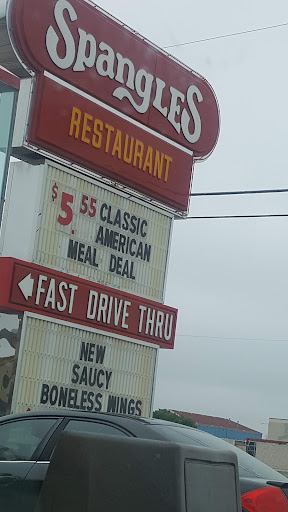 Spangles
RESTAURANT
$5.55 CLASSIC
AMERICAN
MEAL DEAL
FAST DRIVE THRU
NEW
SAUCY
BONELESS WINGS